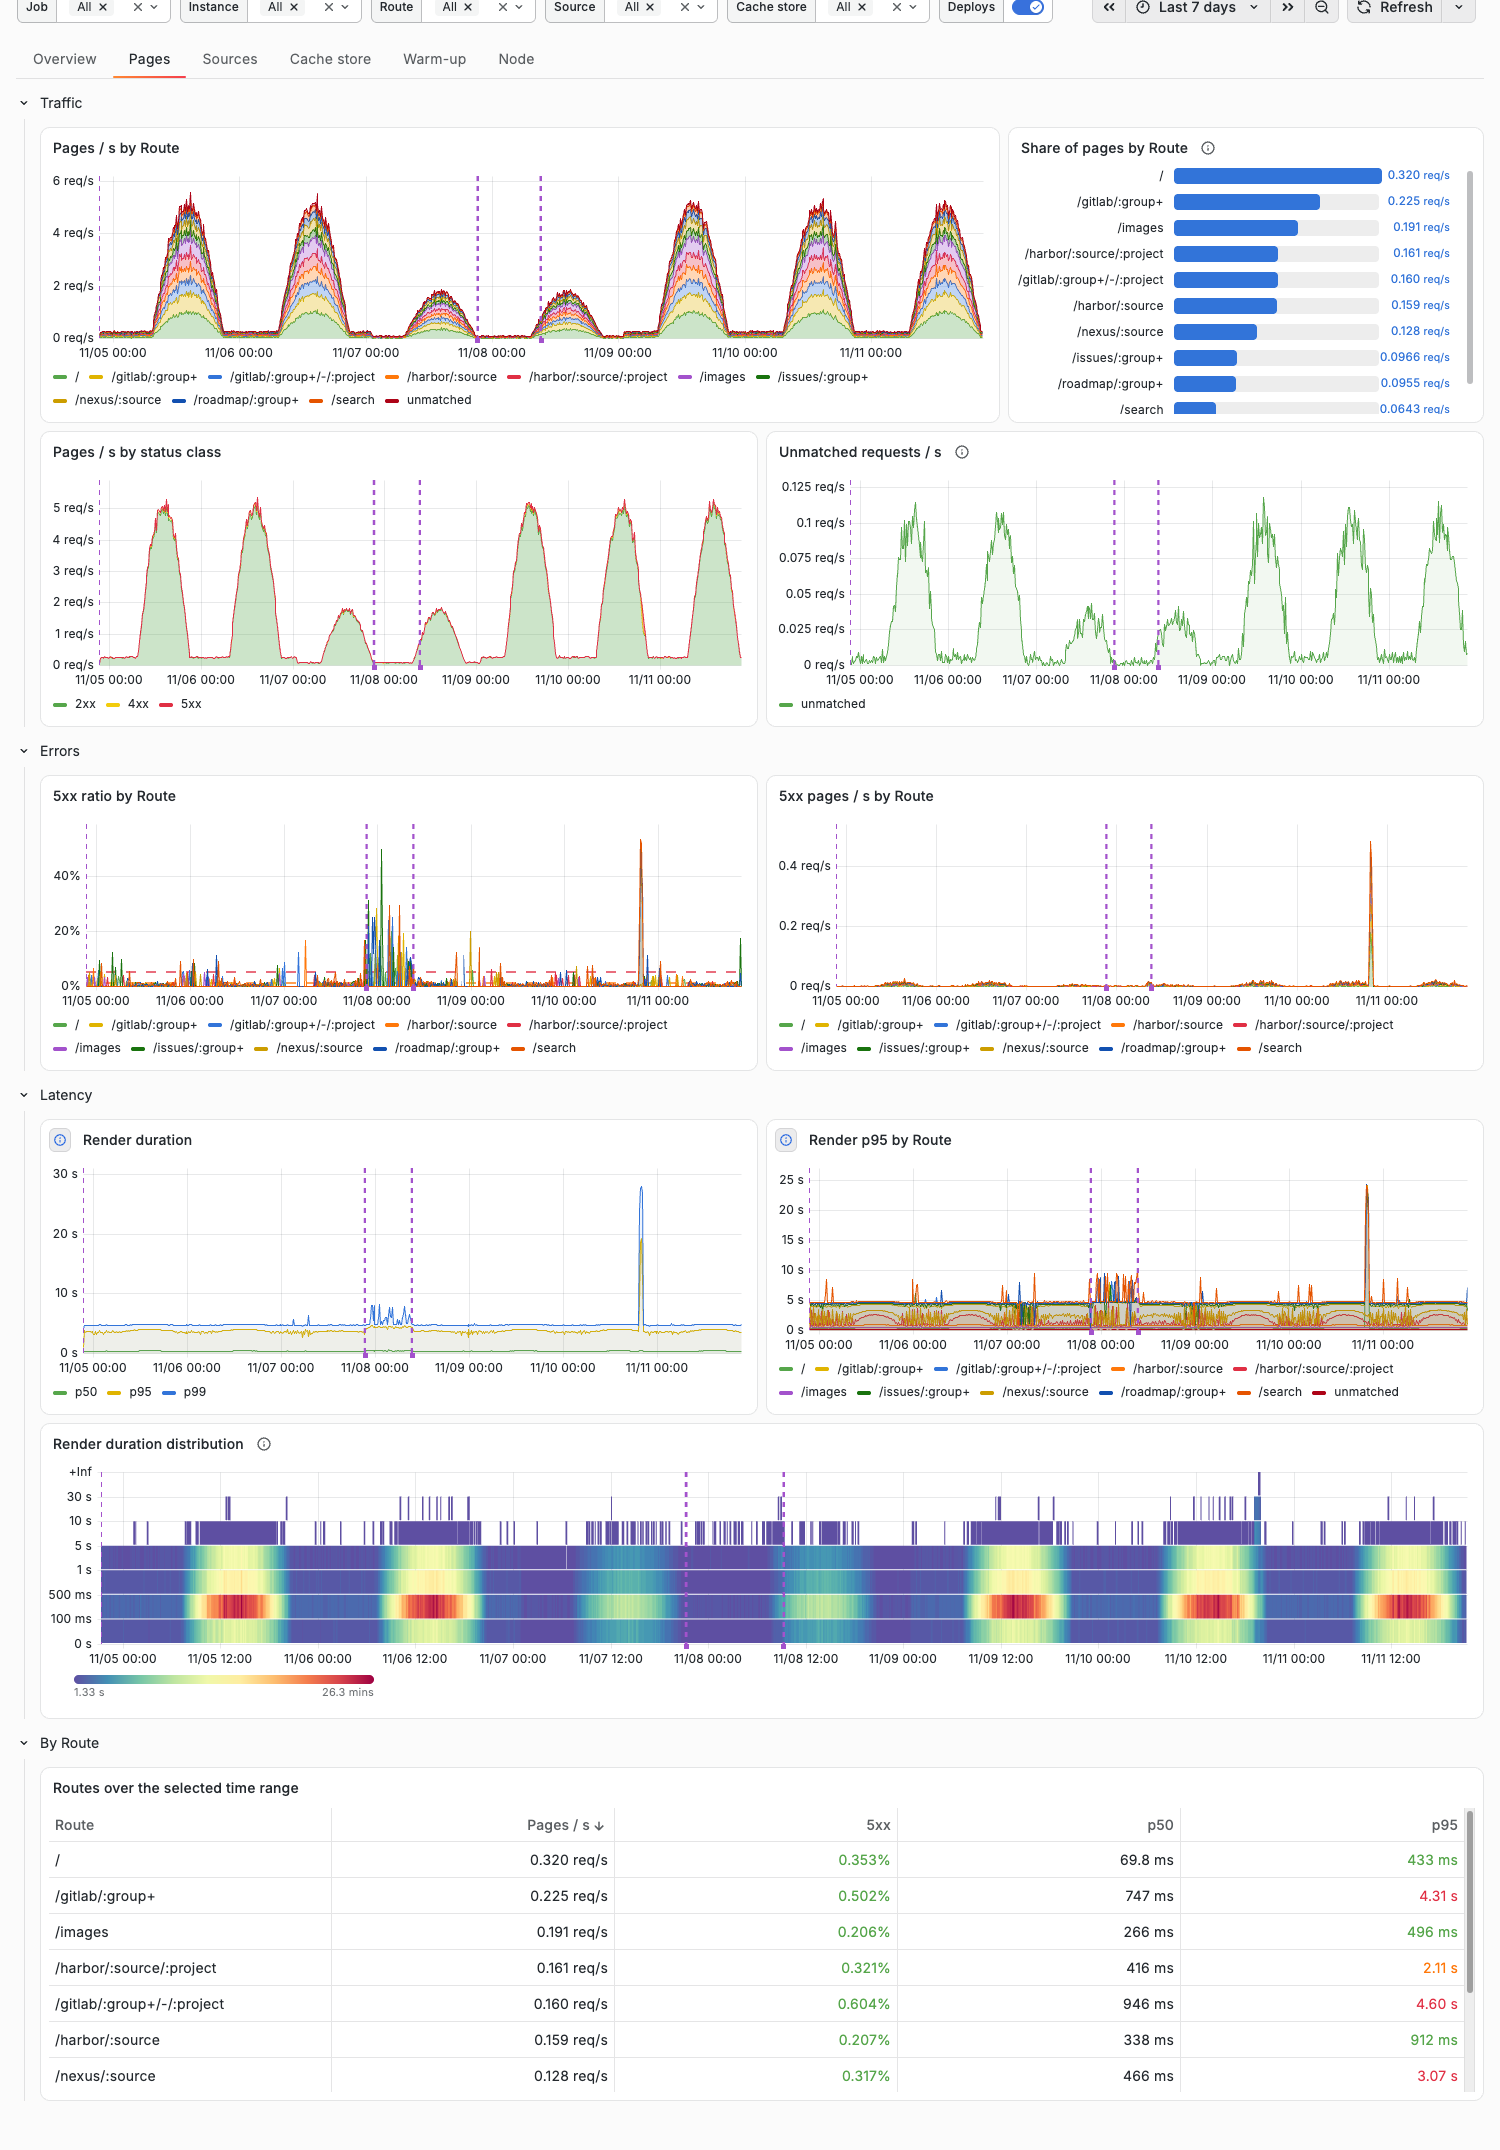 Job All × × Instance All × × Route All × × Source All × × Cache store All × × Deploys Last 7 days Refresh
Overview Pages Sources Cache store Warm-up Node
Traffic
Pages / s by Route
6 req/s
4 req/s
2 req/s
0 req/s
11/05 00:00 11/06 00:00 11/07 00:00 11/08 00:00 11/09 00:00 11/10 00:00 11/11 00:00
/ /gitlab/:group+ /gitlab/:group+/-/:project /harbor/:source /harbor/:source/:project /images /issues/:group+
/nexus/:source /roadmap/:group+ /search unmatched
Share of pages by Route
/ 0.320 req/s
/gitlab/:group+ 0.225 req/s
/images 0.191 req/s
/harbor/:source/:project 0.161 req/s
/gitlab/:group+/-/:project 0.160 req/s
/harbor/:source 0.159 req/s
/nexus/:source 0.128 req/s
/issues/:group+ 0.0966 req/s
/roadmap/:group+ 0.0955 req/s
/search 0.0643 req/s
Pages / s by status class
5 req/s
4 req/s
3 req/s
2 req/s
1 req/s
0 req/s
11/05 00:00 11/06 00:00 11/07 00:00 11/08 00:00 11/09 00:00 11/10 00:00 11/11 00:00
2xx 4xx 5xx
Unmatched requests / s
0.125 req/s
0.1 req/s
0.075 req/s
0.05 req/s
0.025 req/s
0 req/s
11/05 00:00 11/06 00:00 11/07 00:00 11/08 00:00 11/09 00:00 11/10 00:00 11/11 00:00
unmatched
Errors
5xx ratio by Route
40%
20%
0%
11/05 00:00 11/06 00:00 11/07 00:00 11/08 00:00 11/09 00:00 11/10 00:00 11/11 00:00
/ /gitlab/:group+ /gitlab/:group+/-/:project /harbor/:source /harbor/:source/:project
/images /issues/:group+ /nexus/:source /roadmap/:group+ /search
5xx pages / s by Route
0.4 req/s
0.2 req/s
0 req/s
11/05 00:00 11/06 00:00 11/07 00:00 11/08 00:00 11/09 00:00 11/10 00:00 11/11 00:00
/ /gitlab/:group+ /gitlab/:group+/-/:project /harbor/:source /harbor/:source/:project
/images /issues/:group+ /nexus/:source /roadmap/:group+ /search
Latency
Render duration
30 s
20 s
10 s
0 s
11/05 00:00 11/06 00:00 11/07 00:00 11/08 00:00 11/09 00:00 11/10 00:00 11/11 00:00
p50 p95 p99
Render p95 by Route
25 s
20 s
15 s
10 s
5 s
0 s
11/05 00:00 11/06 00:00 11/07 00:00 11/08 00:00 11/09 00:00 11/10 00:00 11/11 00:00
/ /gitlab/:group+ /gitlab/:group+/-/:project /harbor/:source /harbor/:source/:project
/images /issues/:group+ /nexus/:source /roadmap/:group+ /search unmatched
Render duration distribution
+Inf
30 s
10 s
5 s
1 s
500 ms
100 ms
0 s
11/05 00:00 11/05 12:00 11/06 00:00 11/06 12:00 11/07 00:00 11/07 12:00 11/08 00:00 11/08 12:00 11/09 00:00 11/09 12:00 11/10 00:00 11/10 12:00 11/11 00:00 11/11 12:00
1.33 s 26.3 mins
By Route
Routes over the selected time range
Route Pages / s 5xx p50 p95
/ 0.320 req/s 0.353% 69.8 ms 433 ms
/gitlab/:group+ 0.225 req/s 0.502% 747 ms 4.31 s
/images 0.191 req/s 0.206% 266 ms 496 ms
/harbor/:source/:project 0.161 req/s 0.321% 416 ms 2.11 s
/gitlab/:group+/-/:project 0.160 req/s 0.604% 946 ms 4.60 s
/harbor/:source 0.159 req/s 0.207% 338 ms 912 ms
/nexus/:source 0.128 req/s 0.317% 466 ms 3.07 s